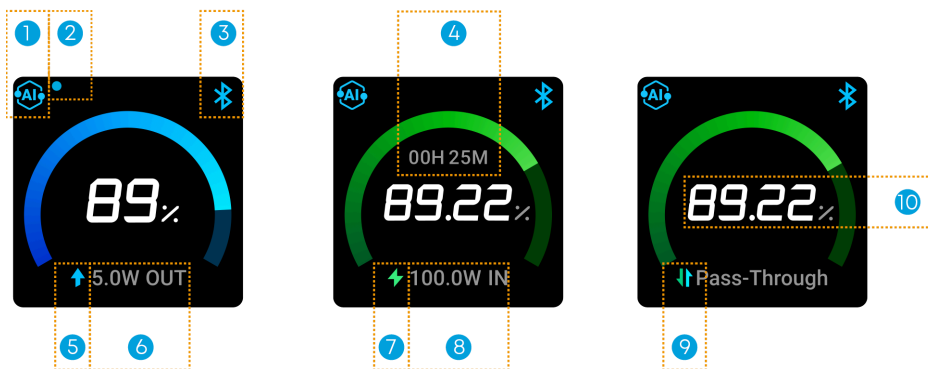 1 2 3 4
AI AI AI
00H 25M
89% 89.22% 89.22% 10
5.0W OUT 100.0W IN Pass-Through
5 6 7 8 9